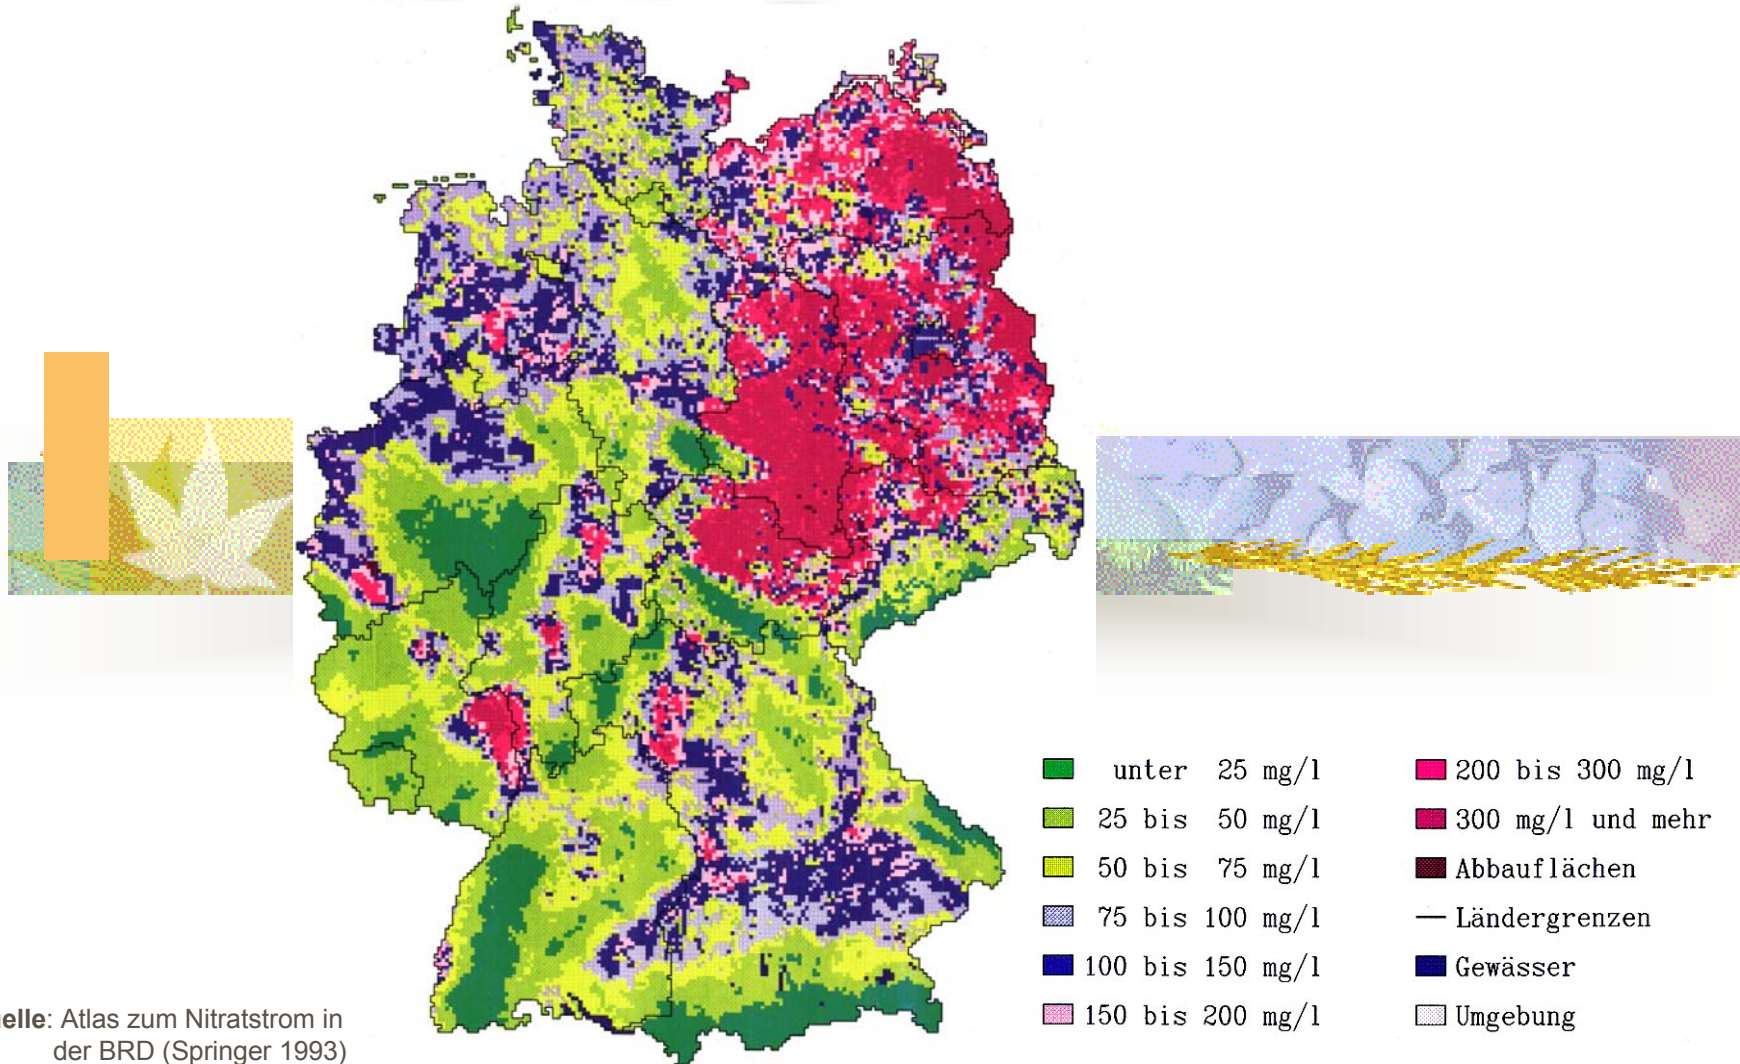 unter 25 mg/l
25 bis 50 mg/l
50 bis 75 mg/l
75 bis 100 mg/l
100 bis 150 mg/l
150 bis 200 mg/l
200 bis 300 mg/l
300 mg/l und mehr
Abbauflächen
Ländergrenzen
Gewässer
Umgebung
elle: Atlas zum Nitratstrom in
der BRD (Springer 1993)